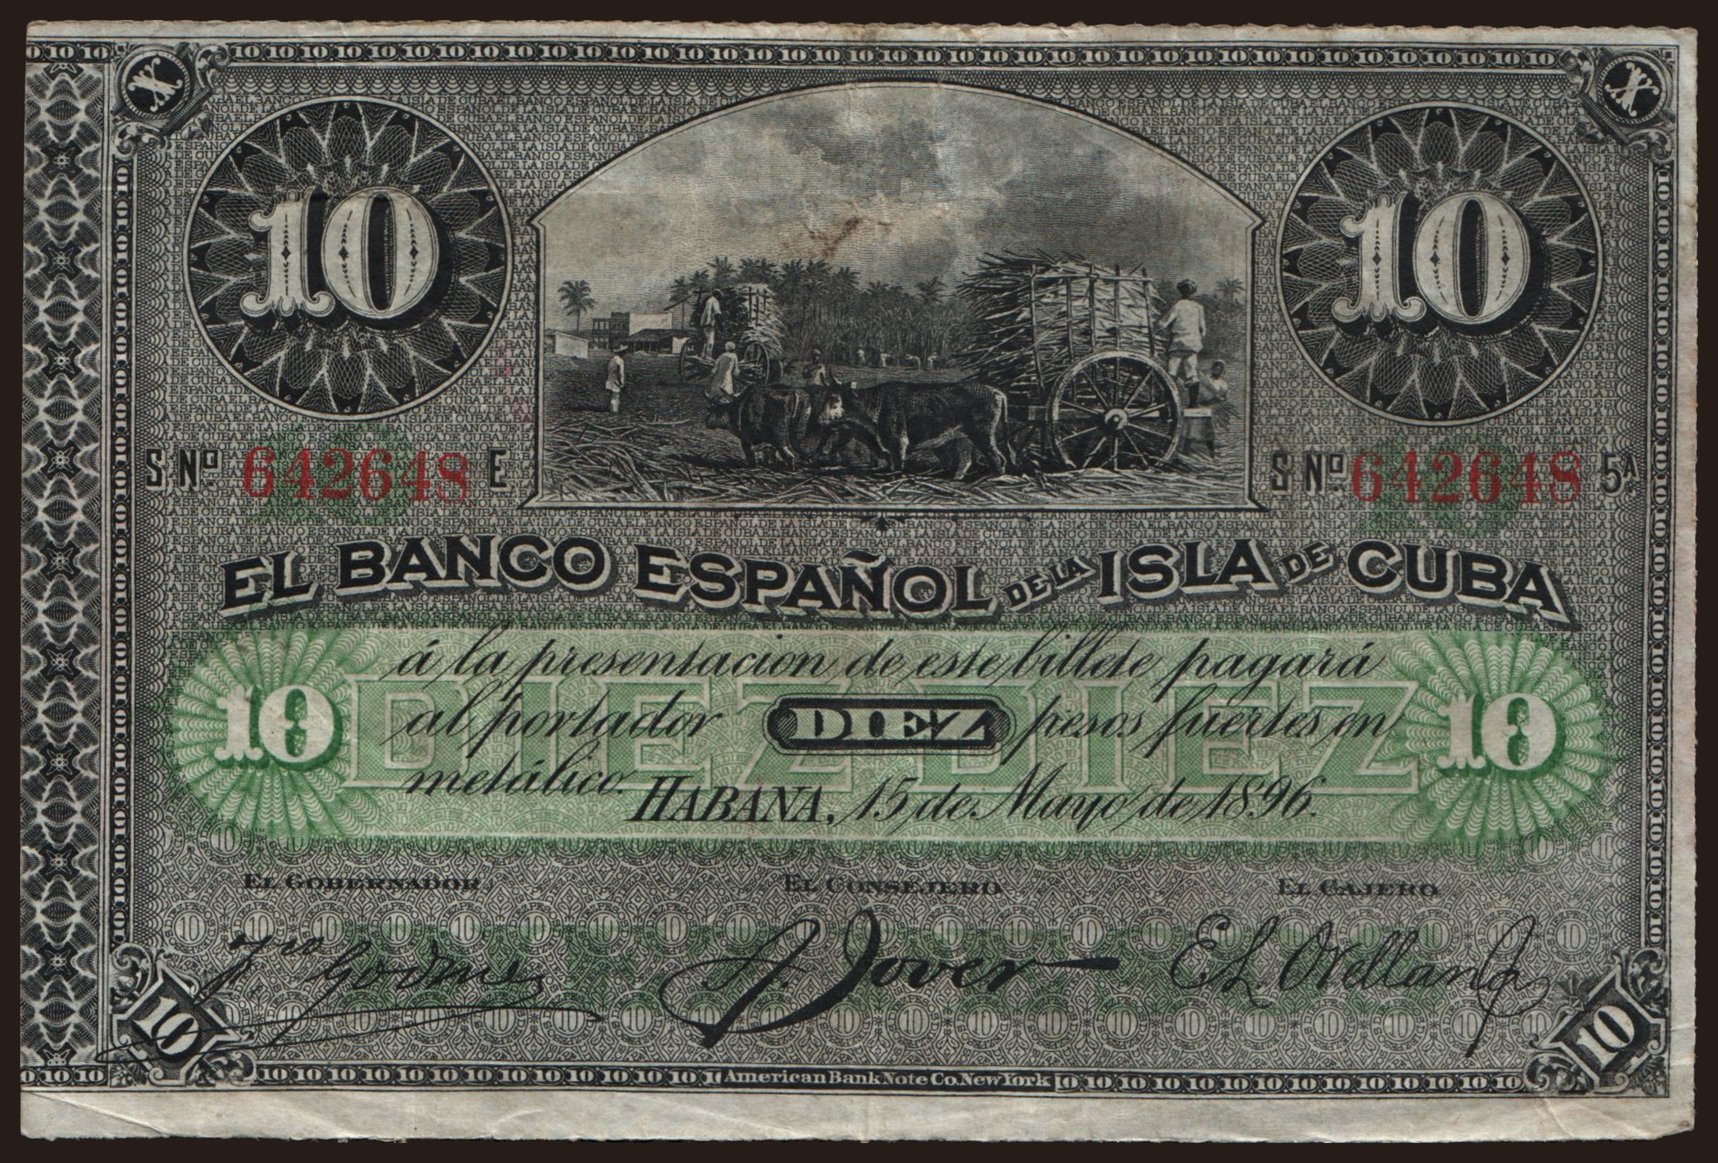 X X
10 10
S Nº 642648 E S Nº 642648 5A
EL BANCO ESPAÑOL DE LA ISLA DE CUBA
á la presentacion de este billete pagará
10 al portador DIEZ pesos fuertes en 10
DIEZ DIEZ
metálico. HABANA, 15 de Mayo de 1896.
EL GOBERNADOR EL CONSEJERO EL CAJERO
A. Jover E. L. Orellana
10 10
American Bank Note Co. New York